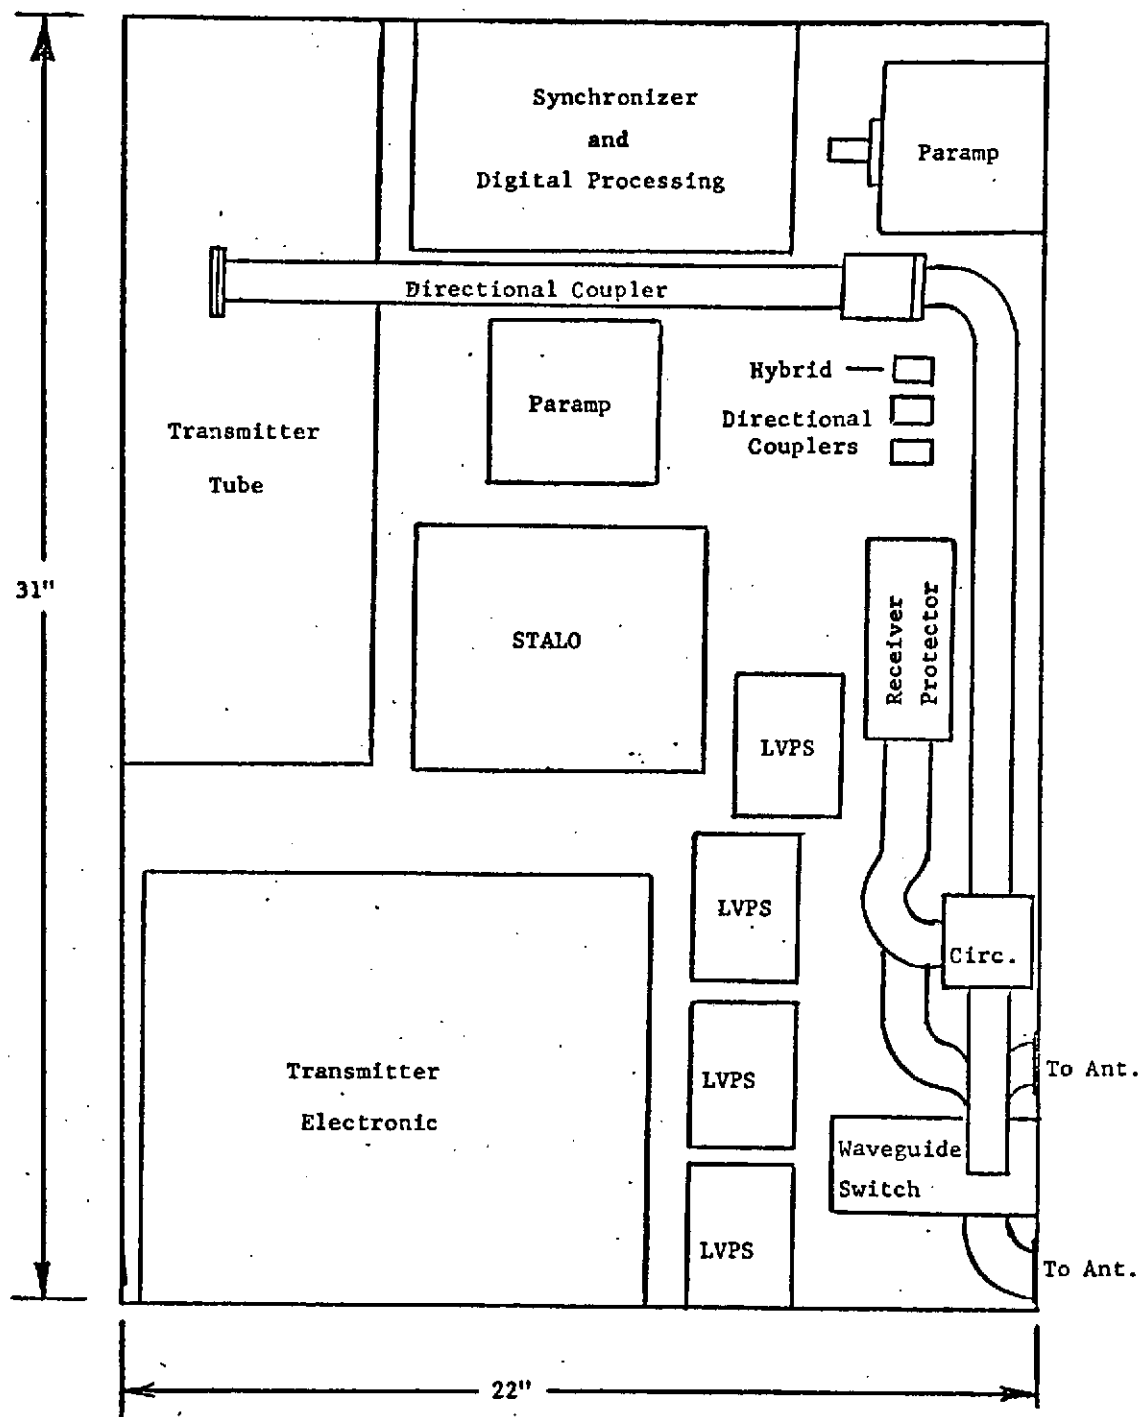 Synchronizer
and
Digital Processing
Paramp
Directional Coupler
Hybrid
Paramp
Directional
Couplers
Transmitter
Tube
31"
STALO
Receiver
Protector
LVPS
LVPS
Circ.
Transmitter
Electronic
LVPS
To Ant.
Waveguide
Switch
LVPS
To Ant.
22"